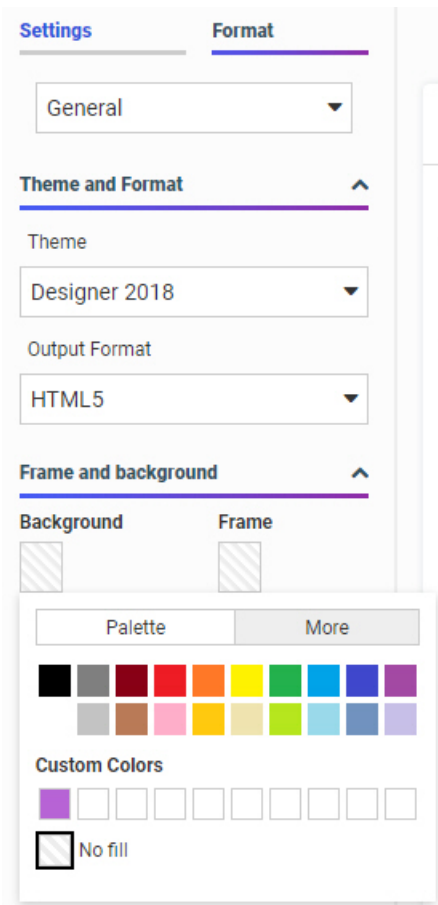 Settings Format
General
Theme and Format
Theme
Designer 2018
Output Format
HTML5
Frame and background
Background Frame
Palette More
Custom Colors
No fill